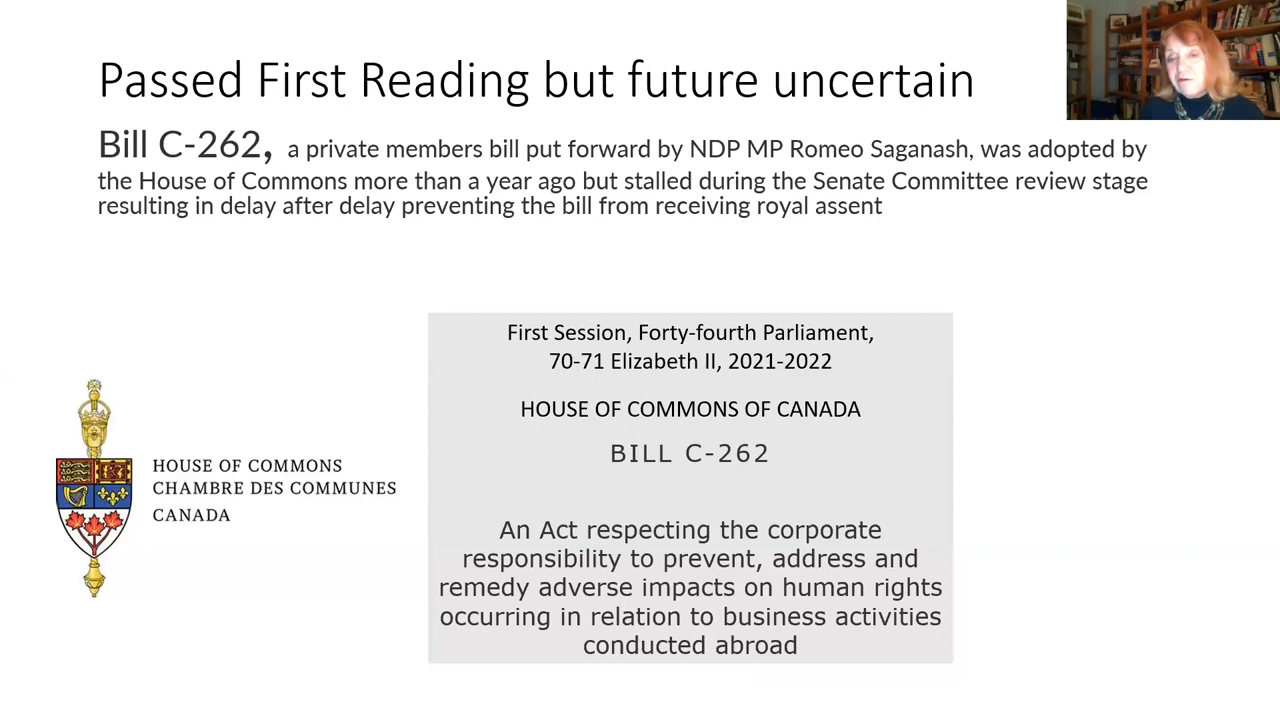 Passed First Reading but future uncertain
Bill C-262, a private members bill put forward by NDP MP Romeo Saganash, was adopted by
the House of Commons more than a year ago but stalled during the Senate Committee review stage
resulting in delay after delay preventing the bill from receiving royal assent
First Session, Forty-fourth Parliament,
70-71 Elizabeth II, 2021-2022
HOUSE OF COMMONS OF CANADA
BILL C-262
An Act respecting the corporate
responsibility to prevent, address and
remedy adverse impacts on human rights
occurring in relation to business activities
conducted abroad
HOUSE OF COMMONS
CHAMBRE DES COMMUNES
CANADA